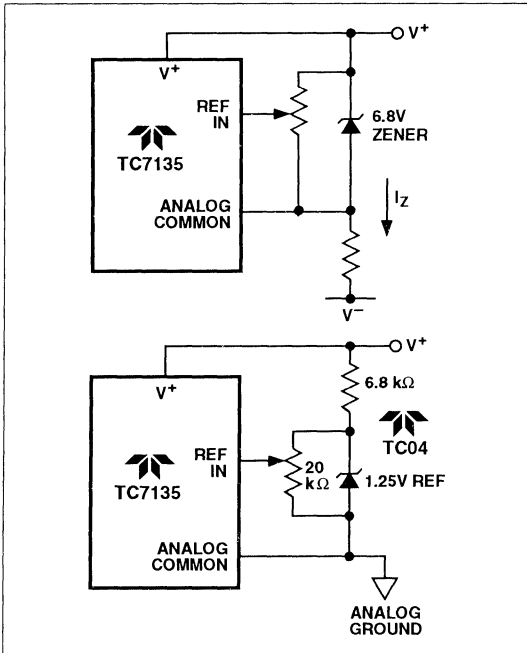 V+
V+
REF
IN
6.8V
ZENER
TC7135
ANALOG
COMMON
IZ
V−
V+
V+
6.8 kΩ
TC04
REF
IN
20
kΩ
1.25V REF
TC7135
ANALOG
COMMON
ANALOG
GROUND